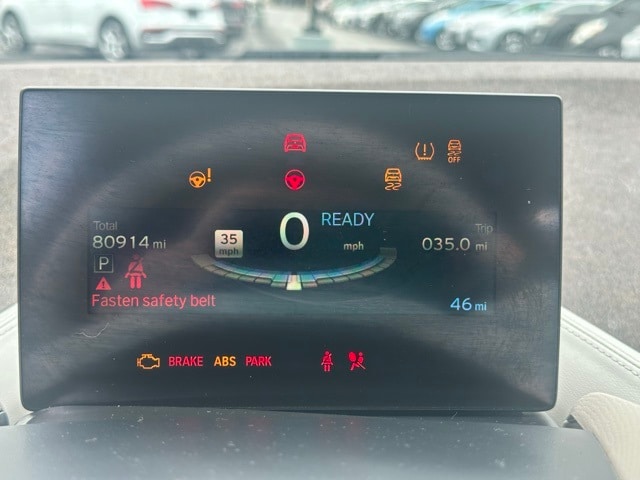 OFF
READY
Total
80914 mi
35
mph
0
mph
Trip
035.0 mi
P
Fasten safety belt
46 mi
BRAKE ABS PARK